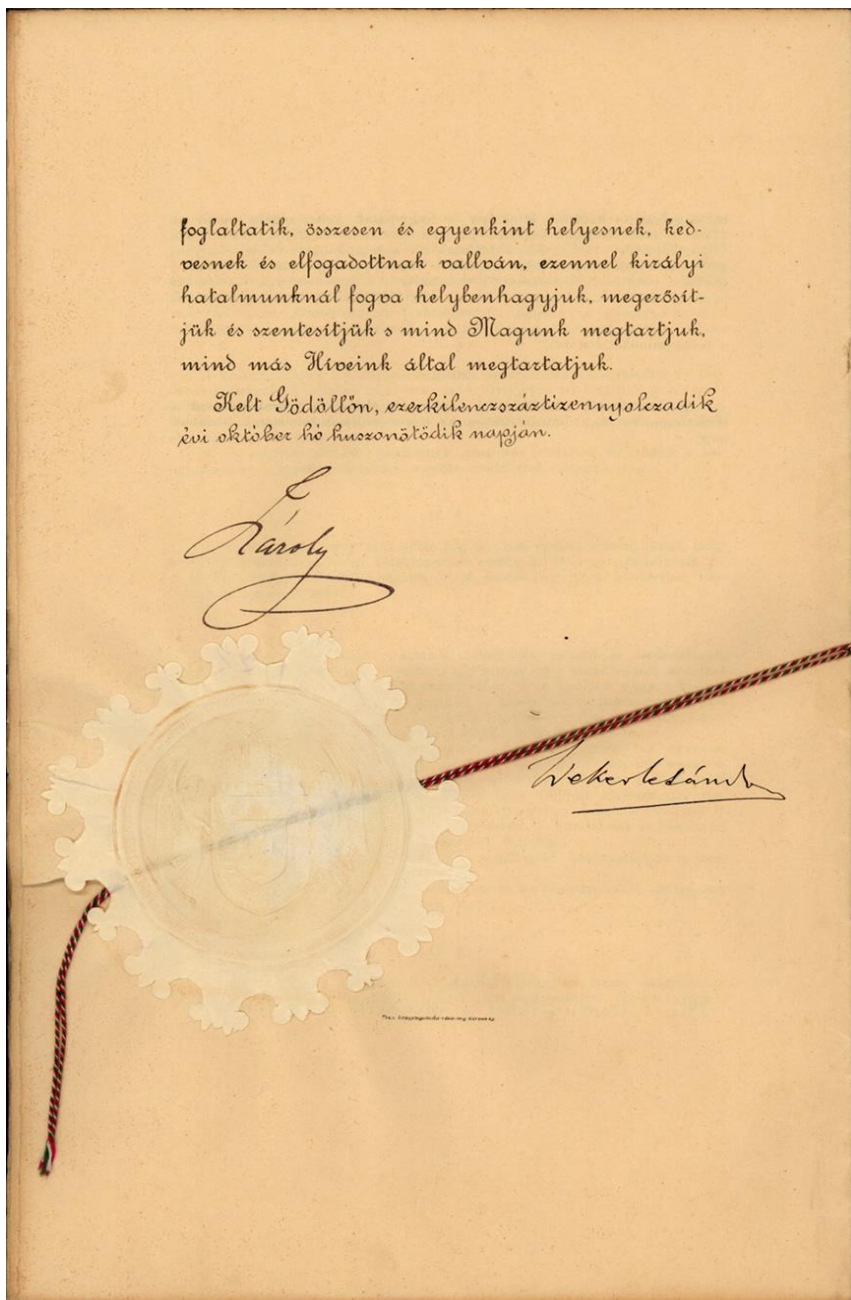 foglaltatik, összesen és egyenkint helyesnek, ked-
vesnek és elfogadottnak vallván, ezennel királyi
hatalmunknál fogva helybenhagyjuk, megerősít-
jük és szentesítjük s mind Magunk megtartjuk,
mind más Híveink által megtartatjuk.
Kelt Gödöllőn, ezerkilenczszáztizennyolczadik
évi október hó huszonötödik napján.
Károly
Wekerle Sándor